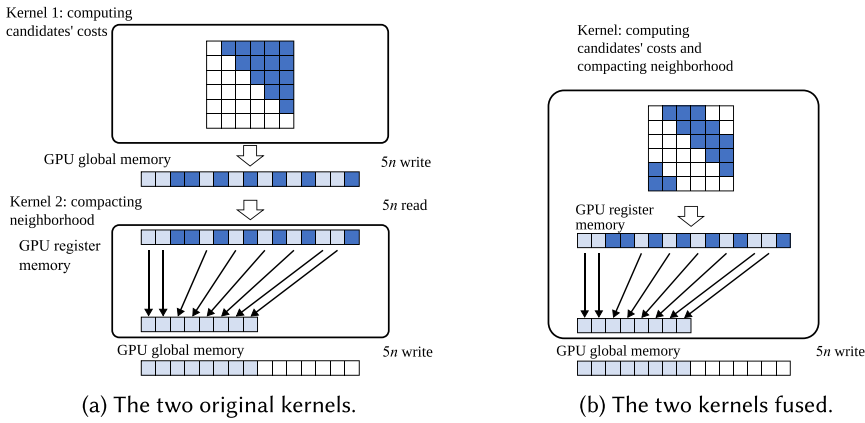 Kernel 1: computing
candidates' costs
GPU global memory
5n write
Kernel 2: compacting
neighborhood
5n read
GPU register
memory
GPU global memory
5n write
(a) The two original kernels.
Kernel: computing
candidates' costs and
compacting neighborhood
GPU register
memory
GPU global memory
5n write
(b) The two kernels fused.